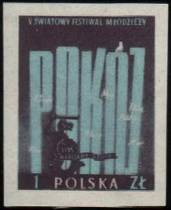 V ŚWIATOWY FESTIWAL MŁODZIEŻY
POKÓJ
1 POLSKA ZŁ